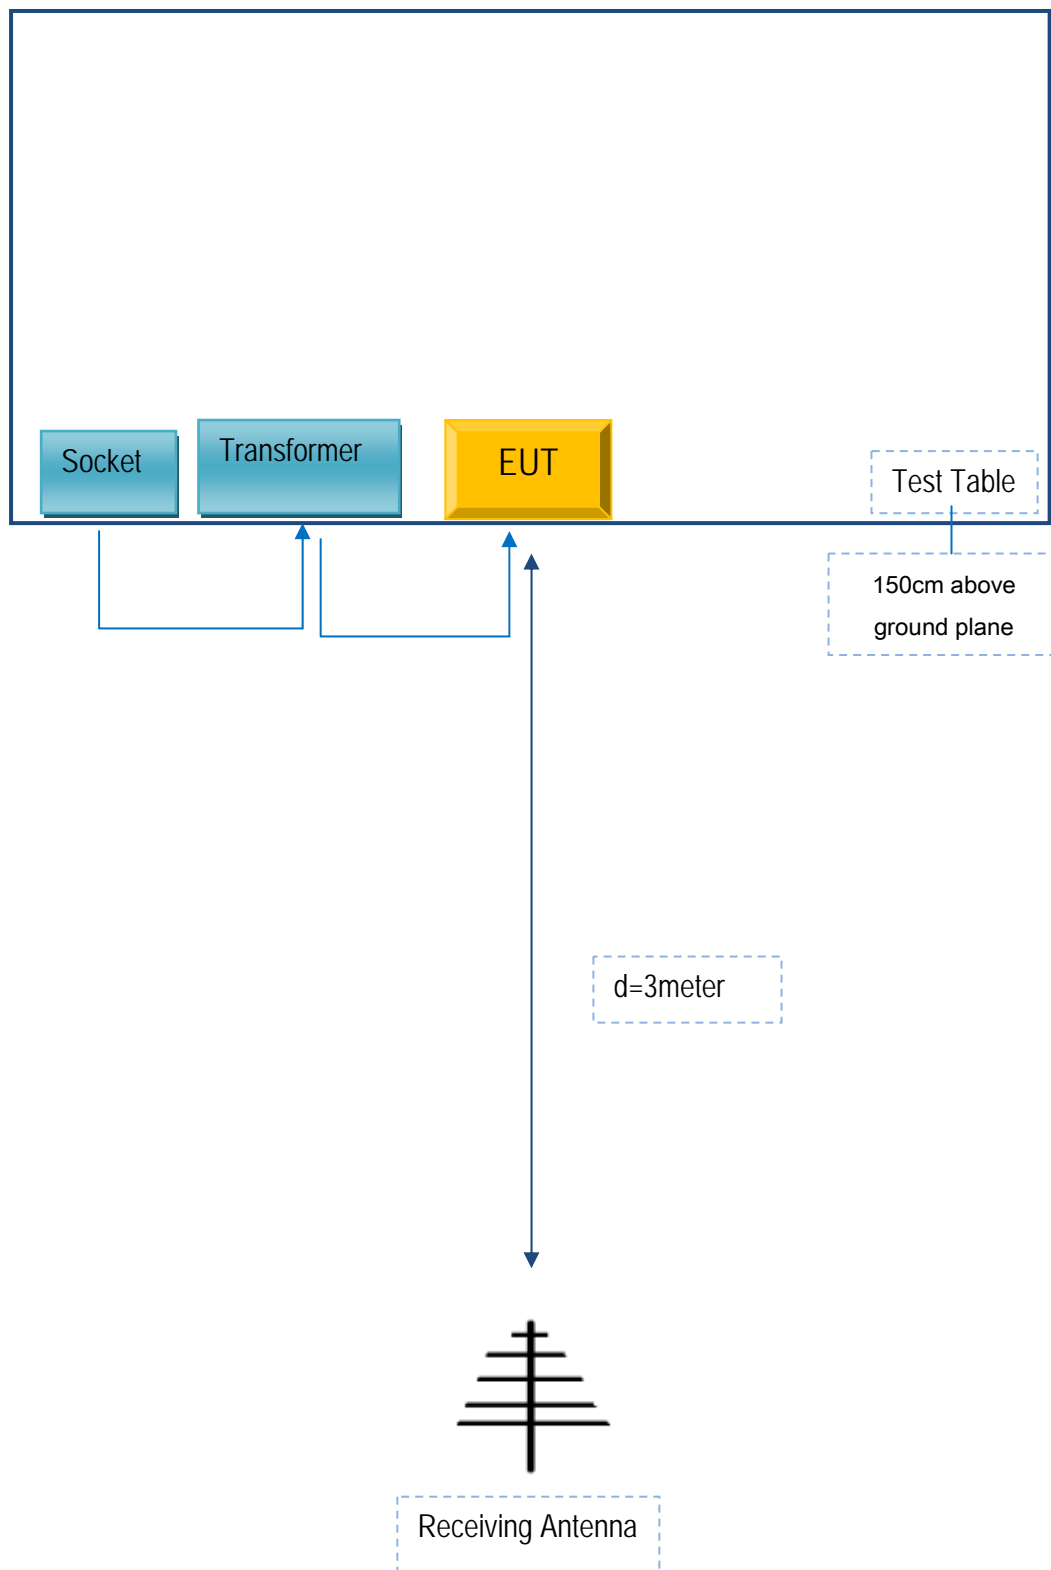 Socket
Transformer
EUT
Test Table
150cm above
ground plane
d=3meter
Receiving Antenna